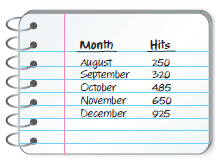 Month Hits
August 250
September 320
October 485
November 650
December 925